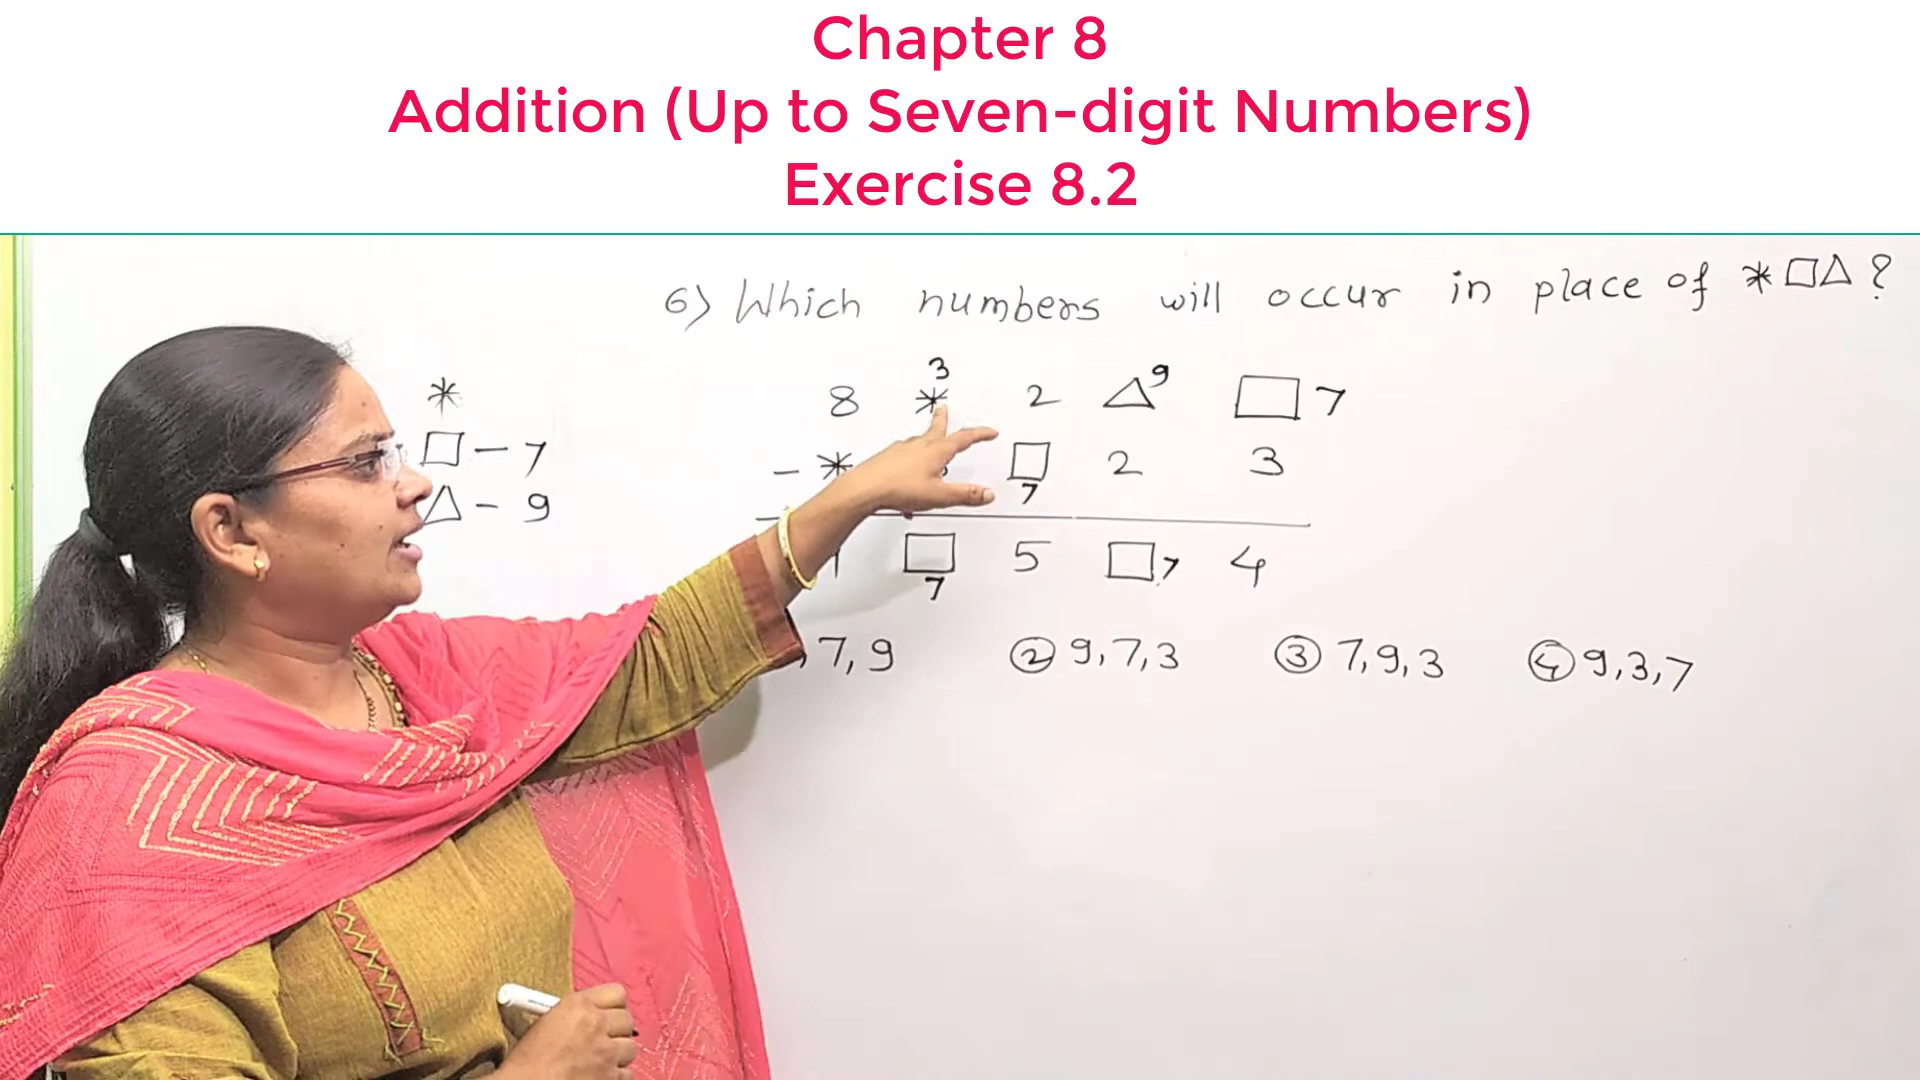 Chapter 8
Addition (Up to Seven-digit Numbers)
Exercise 8.2
6) Which numbers will occur in place of *□△?
3
8 * 2 △9 □ 7
- * □ 2 3
7
□ 5 □7 4
7
7, 9 ② 9, 7, 3 ③ 7, 9, 3 ④ 9, 3, 7
*
□ - 7
△ - 9